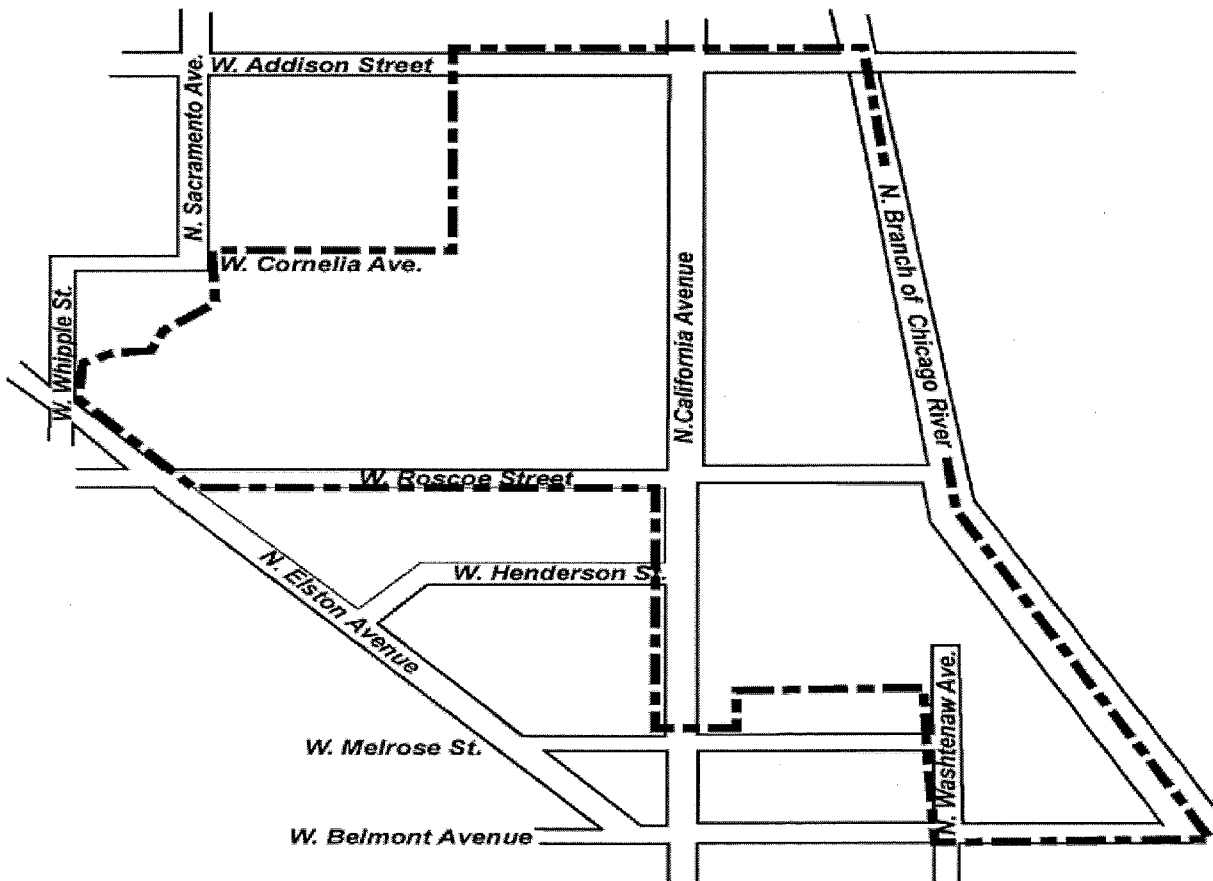 W. Addison Street
N. Sacramento Ave.
W. Cornelia Ave.
N. Branch of Chicago River
N.California Avenue
W. Whipple St.
W. Roscoe Street
W. Henderson St.
N. Elston Avenue
N. Washtenaw Ave.
W. Melrose St.
W. Belmont Avenue